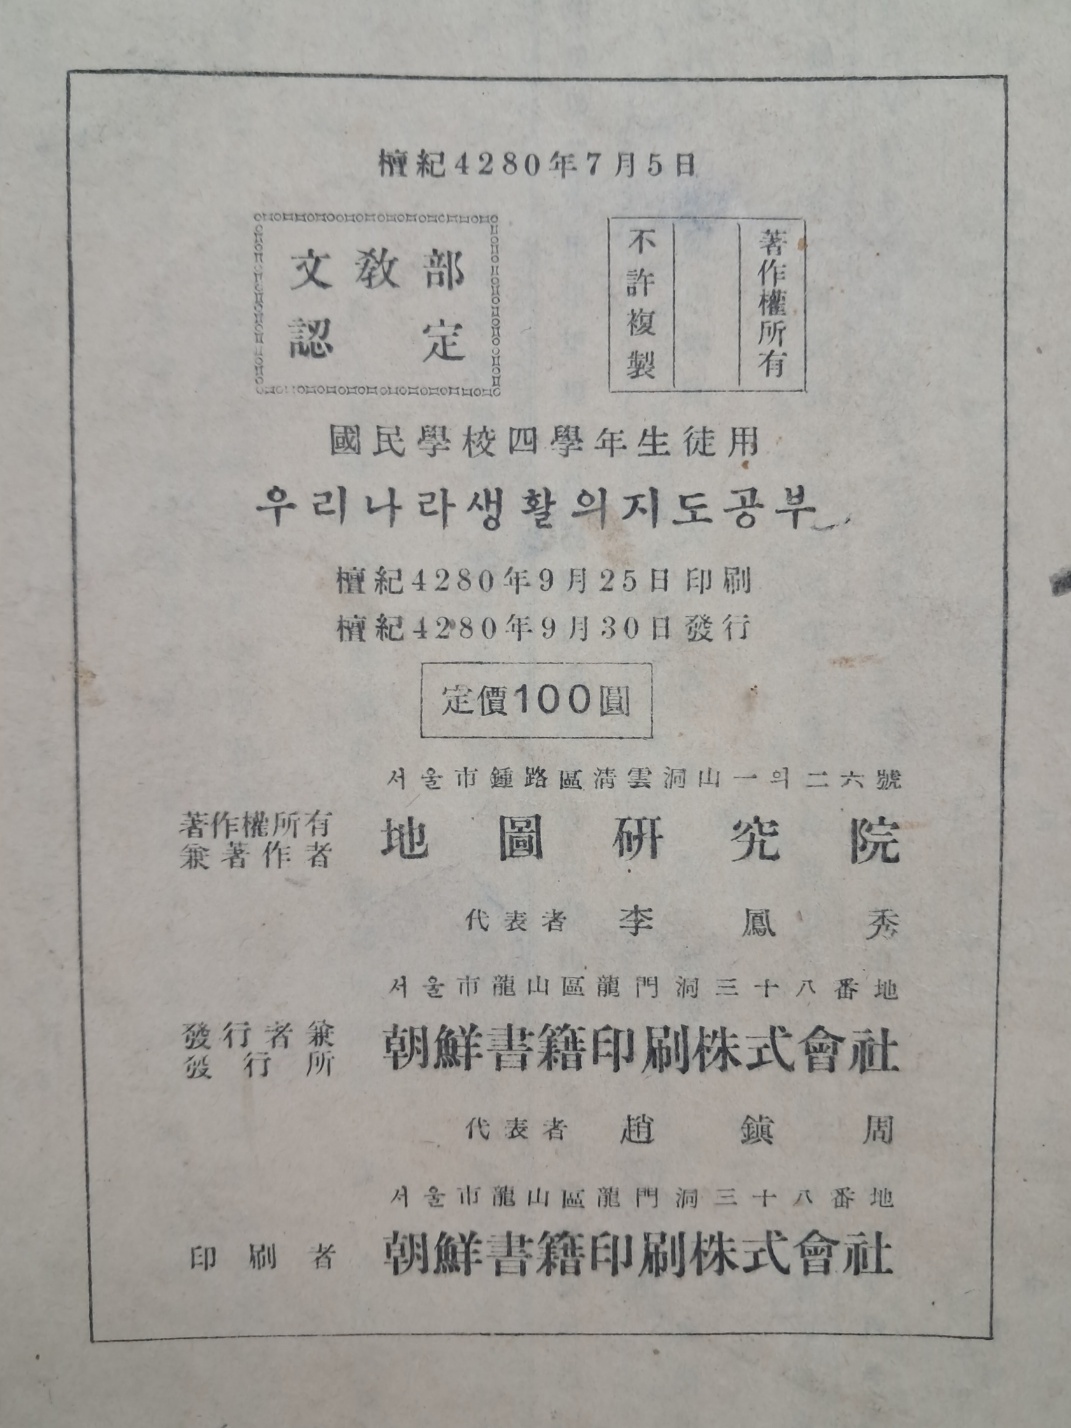 檀紀4280年7月5日
文敎部
認定
著作權所有
不許複製
國民學校四學年生徒用
우리나라생활의지도공부
檀紀4280年9月25日印刷
檀紀4280年9月30日發行
定價100圓
서울市鍾路區淸雲洞山一의二六號
著作權所有
兼著作者
地圖硏究院
代表者 李鳳秀
서울市龍山區龍門洞三十八番地
發行者兼
發行所
朝鮮書籍印刷株式會社
代表者 趙鎭周
서울市龍山區龍門洞三十八番地
印刷者 朝鮮書籍印刷株式會社